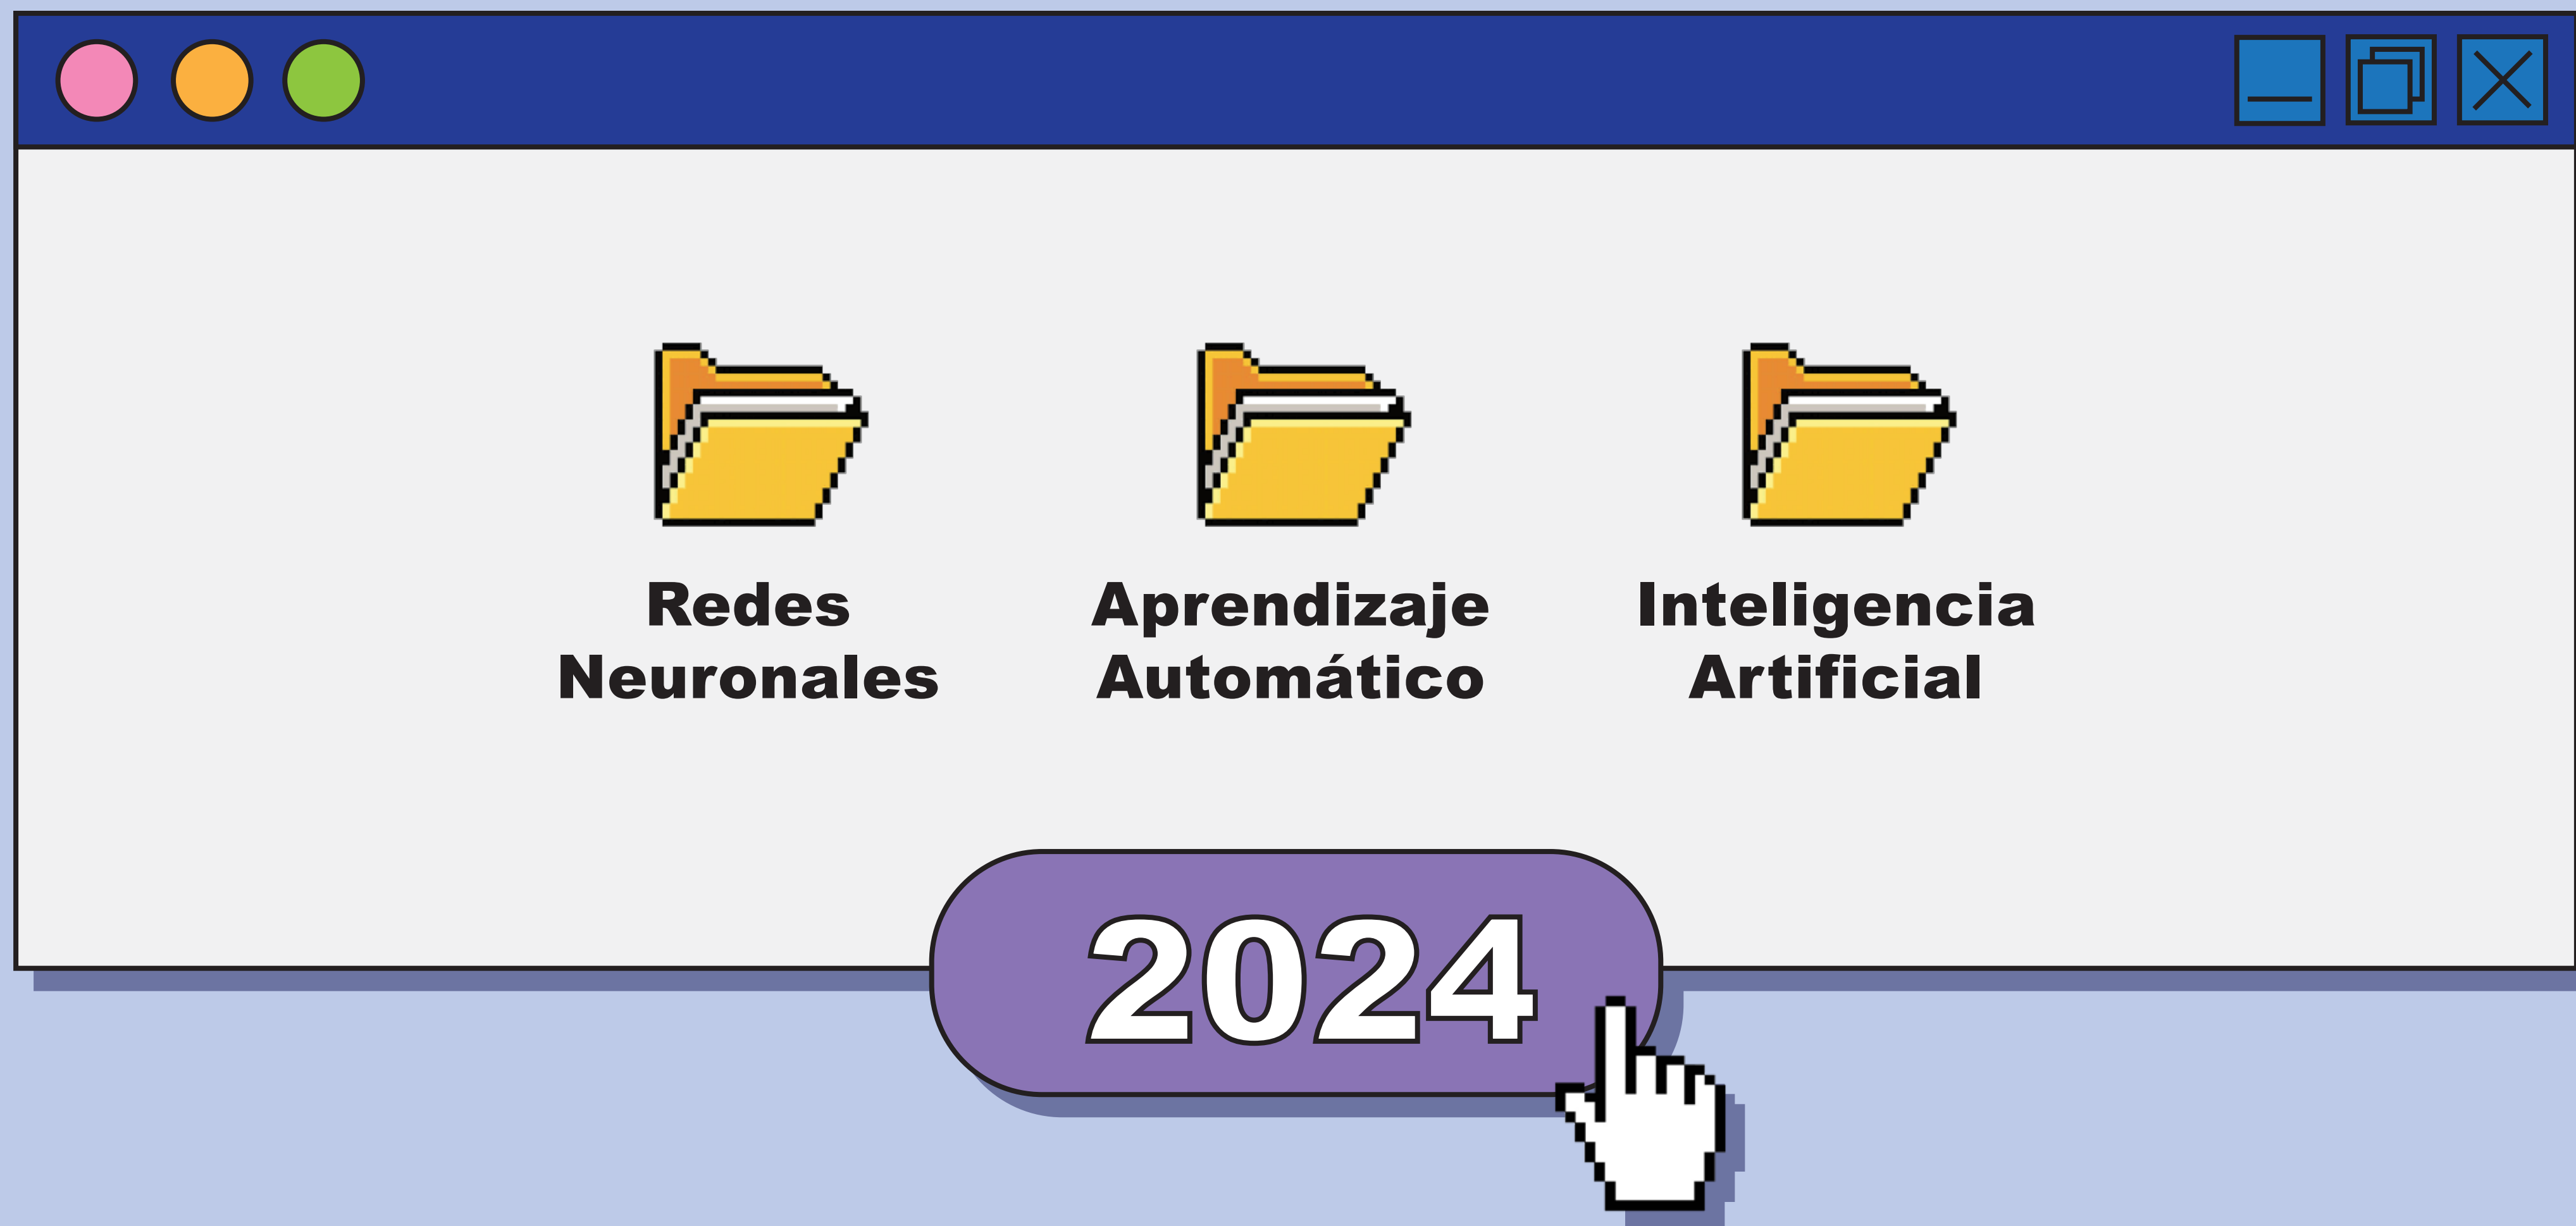 Redes
Neuronales
Aprendizaje
Automático
Inteligencia
Artificial
2024